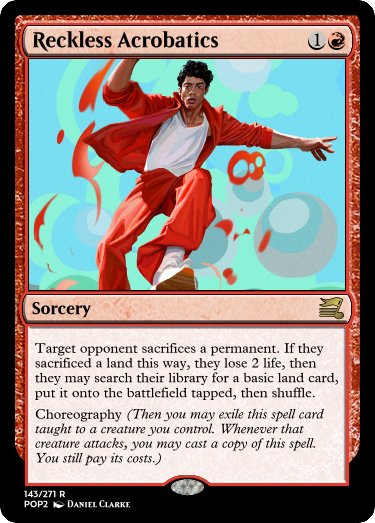 Reckless Acrobatics 1
Sorcery
Target opponent sacrifices a permanent. If they
sacrificed a land this way, they lose 2 life, then
they may search their library for a basic land card,
put it onto the battlefield tapped, then shuffle.
Choreography (Then you may exile this spell card
taught to a creature you control. Whenever that
creature attacks, you may cast a copy of this spell.
You still pay its costs.)
143/271 R
POP2 Daniel Clarke